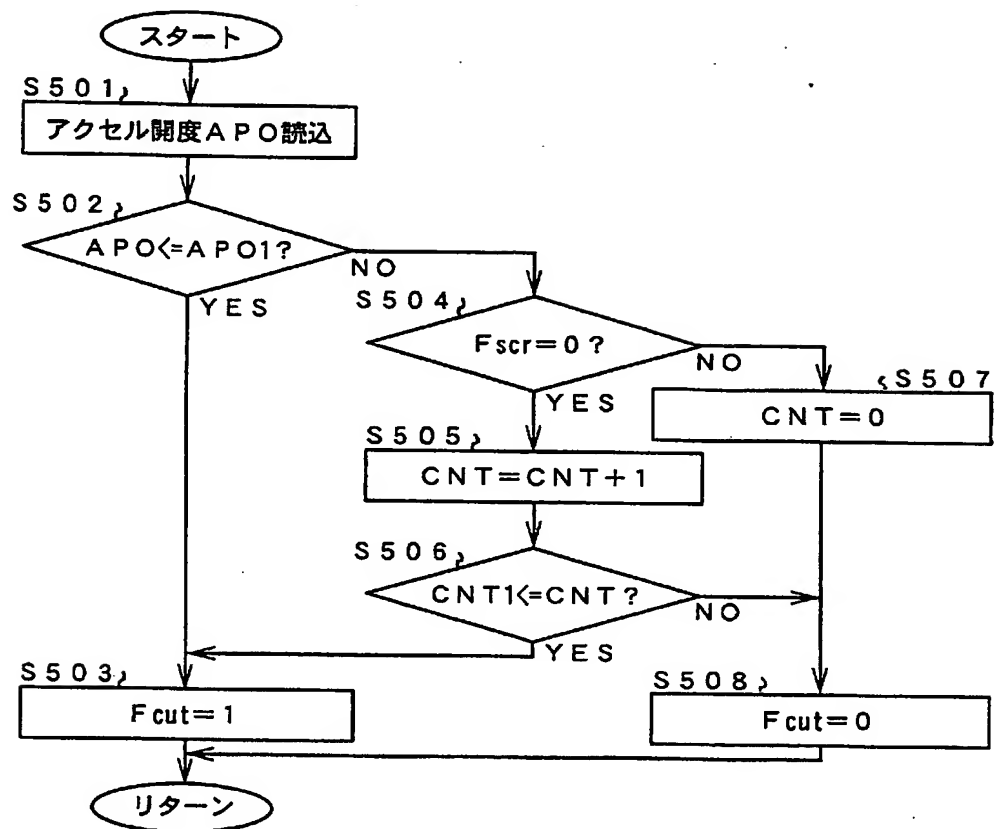 スタート
S501
アクセル開度APO読込
S502
APO<=APO1?
NO
YES
S504
Fscr=0?
NO
YES
S507
CNT=0
S505
CNT=CNT+1
S506
CNT1<=CNT?
NO
YES
S503
Fcut=1
S508
Fcut=0
リターン